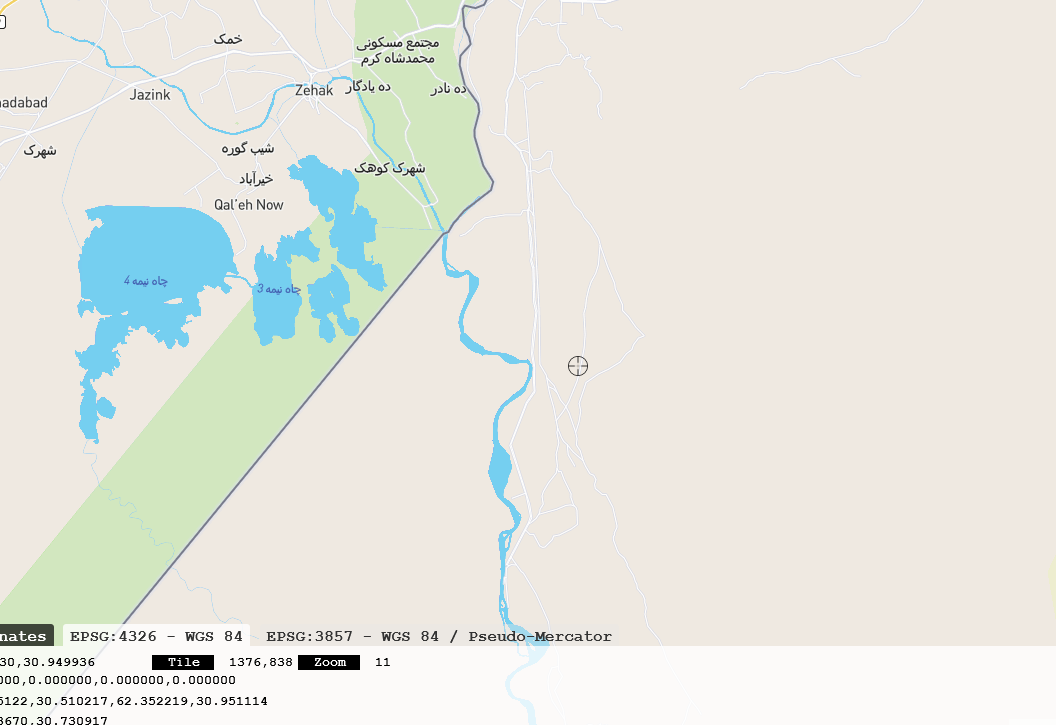 خمک
مجتمع مسکونی
محمدشاه کرم
Zehak
ده یادگار
ده نادر
Jazink
adabad
شهرک
شیب گوره
شهرک کوهک
خیرآباد
Qal'eh Now
چاه نیمه 4
چاه نیمه 3
nates EPSG:4326 - WGS 84 EPSG:3857 - WGS 84 / Pseudo-Mercator
30,30.949936 Tile 1376,838 Zoom 11
000,0.000000,0.000000,0.000000
5122,30.510217,62.352219,30.951114
3670,30.730917